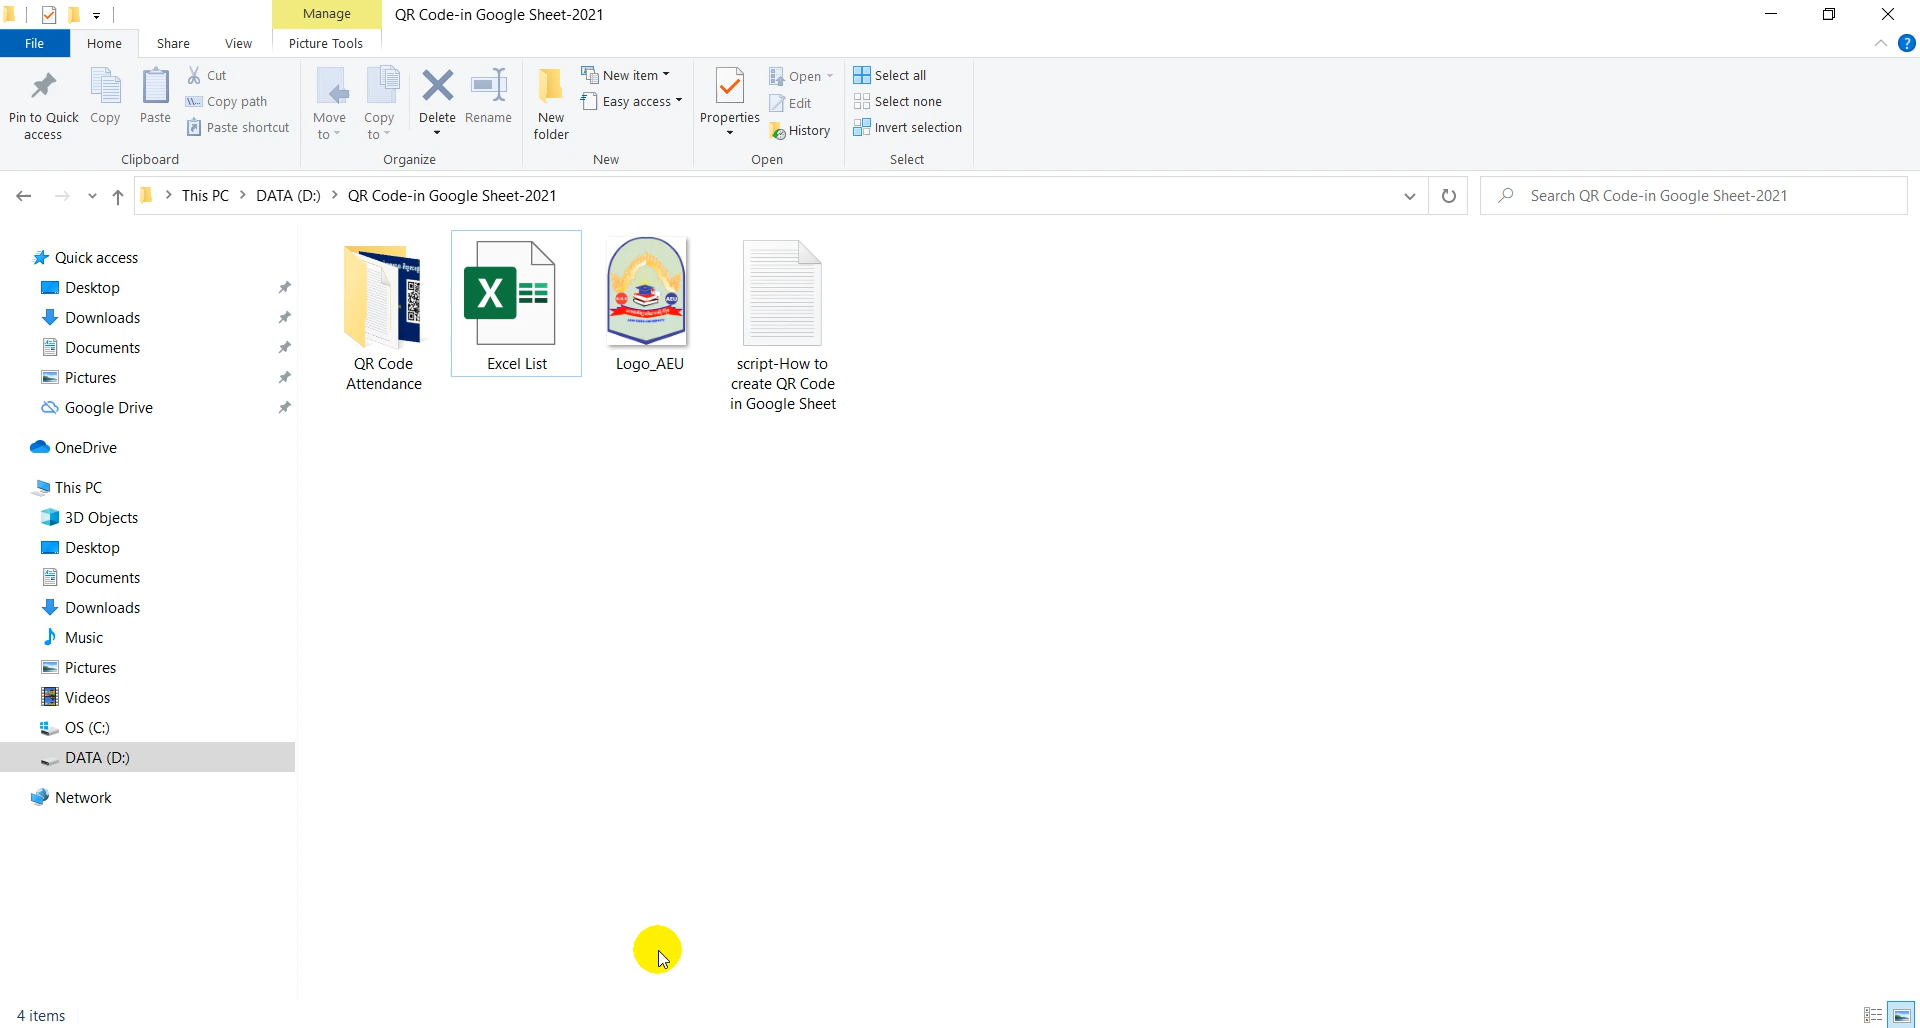 Manage
QR Code-in Google Sheet-2021
File
Home
Share
View
Picture Tools
Pin to Quick access
Copy
Paste
Cut
Copy path
Paste shortcut
Clipboard
Move to
Copy to
Delete
Rename
Organize
New folder
New item
Easy access
New
Properties
Open
Edit
History
Open
Select all
Select none
Invert selection
Select
This PC > DATA (D:) > QR Code-in Google Sheet-2021
Search QR Code-in Google Sheet-2021
Quick access
Desktop
Downloads
Documents
Pictures
Google Drive
OneDrive
This PC
3D Objects
Desktop
Documents
Downloads
Music
Pictures
Videos
OS (C:)
DATA (D:)
Network
QR Code
Attendance
Excel List
Logo_AEU
script-How to
create QR Code
in Google Sheet
4 items